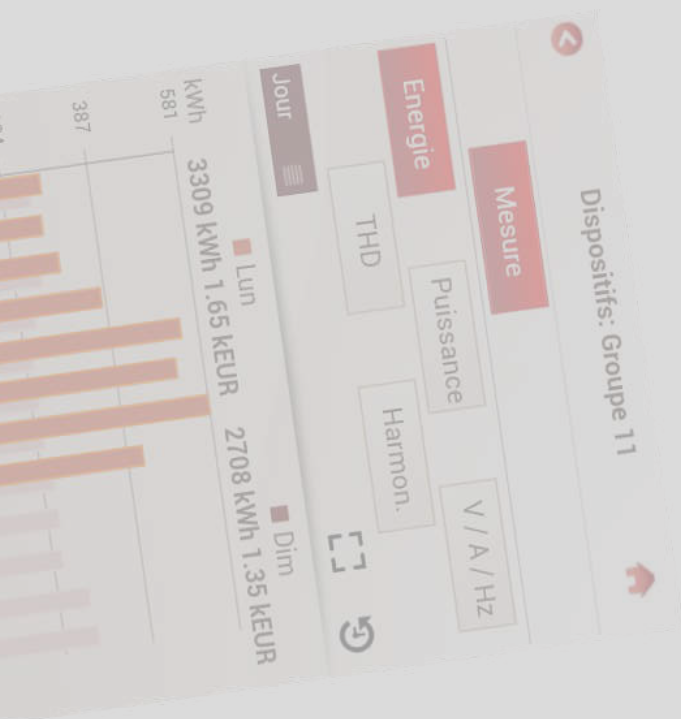 Dispositifs: Groupe 11
Mesure
Energie
Puissance
V / A / Hz
THD
Harmon.
Jour
Lun
Dim
kWh
3309 kWh 1.65 kEUR
2708 kWh 1.35 kEUR
581
387